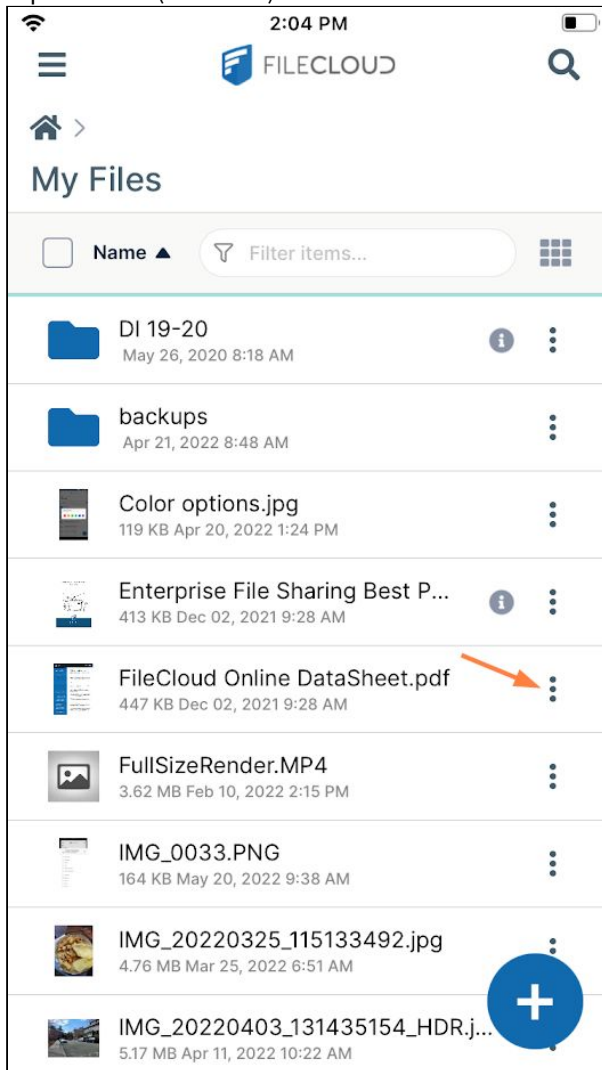 2:04 PM
FILECLOUD
My Files
Name ▲ Filter items...
DI 19-20
May 26, 2020 8:18 AM
backups
Apr 21, 2022 8:48 AM
Color options.jpg
119 KB Apr 20, 2022 1:24 PM
Enterprise File Sharing Best P...
413 KB Dec 02, 2021 9:28 AM
FileCloud Online DataSheet.pdf
447 KB Dec 02, 2021 9:28 AM
FullSizeRender.MP4
3.62 MB Feb 10, 2022 2:15 PM
IMG_0033.PNG
164 KB May 20, 2022 9:38 AM
IMG_20220325_115133492.jpg
4.76 MB Mar 25, 2022 6:51 AM
IMG_20220403_131435154_HDR.j...
5.17 MB Apr 11, 2022 10:22 AM